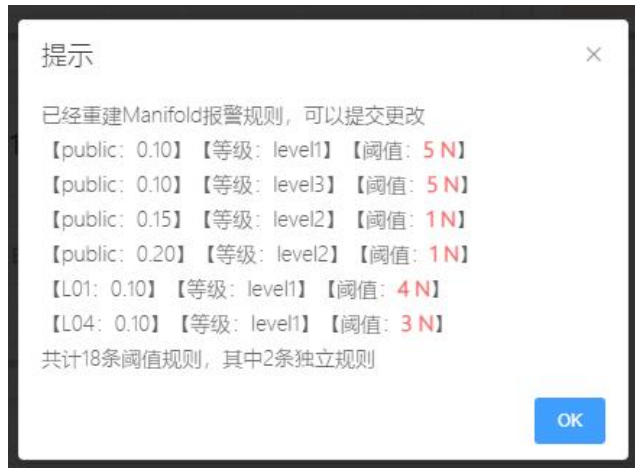 提示
已经重建Manifold报警规则，可以提交更改
【public：0.10】【等级：level1】【阈值：5 N】
【public：0.10】【等级：level3】【阈值：5 N】
【public：0.15】【等级：level2】【阈值：1 N】
【public：0.20】【等级：level2】【阈值：1 N】
【L01：0.10】【等级：level1】【阈值：4 N】
【L04：0.10】【等级：level1】【阈值：3 N】
共计18条阈值规则，其中2条独立规则
OK